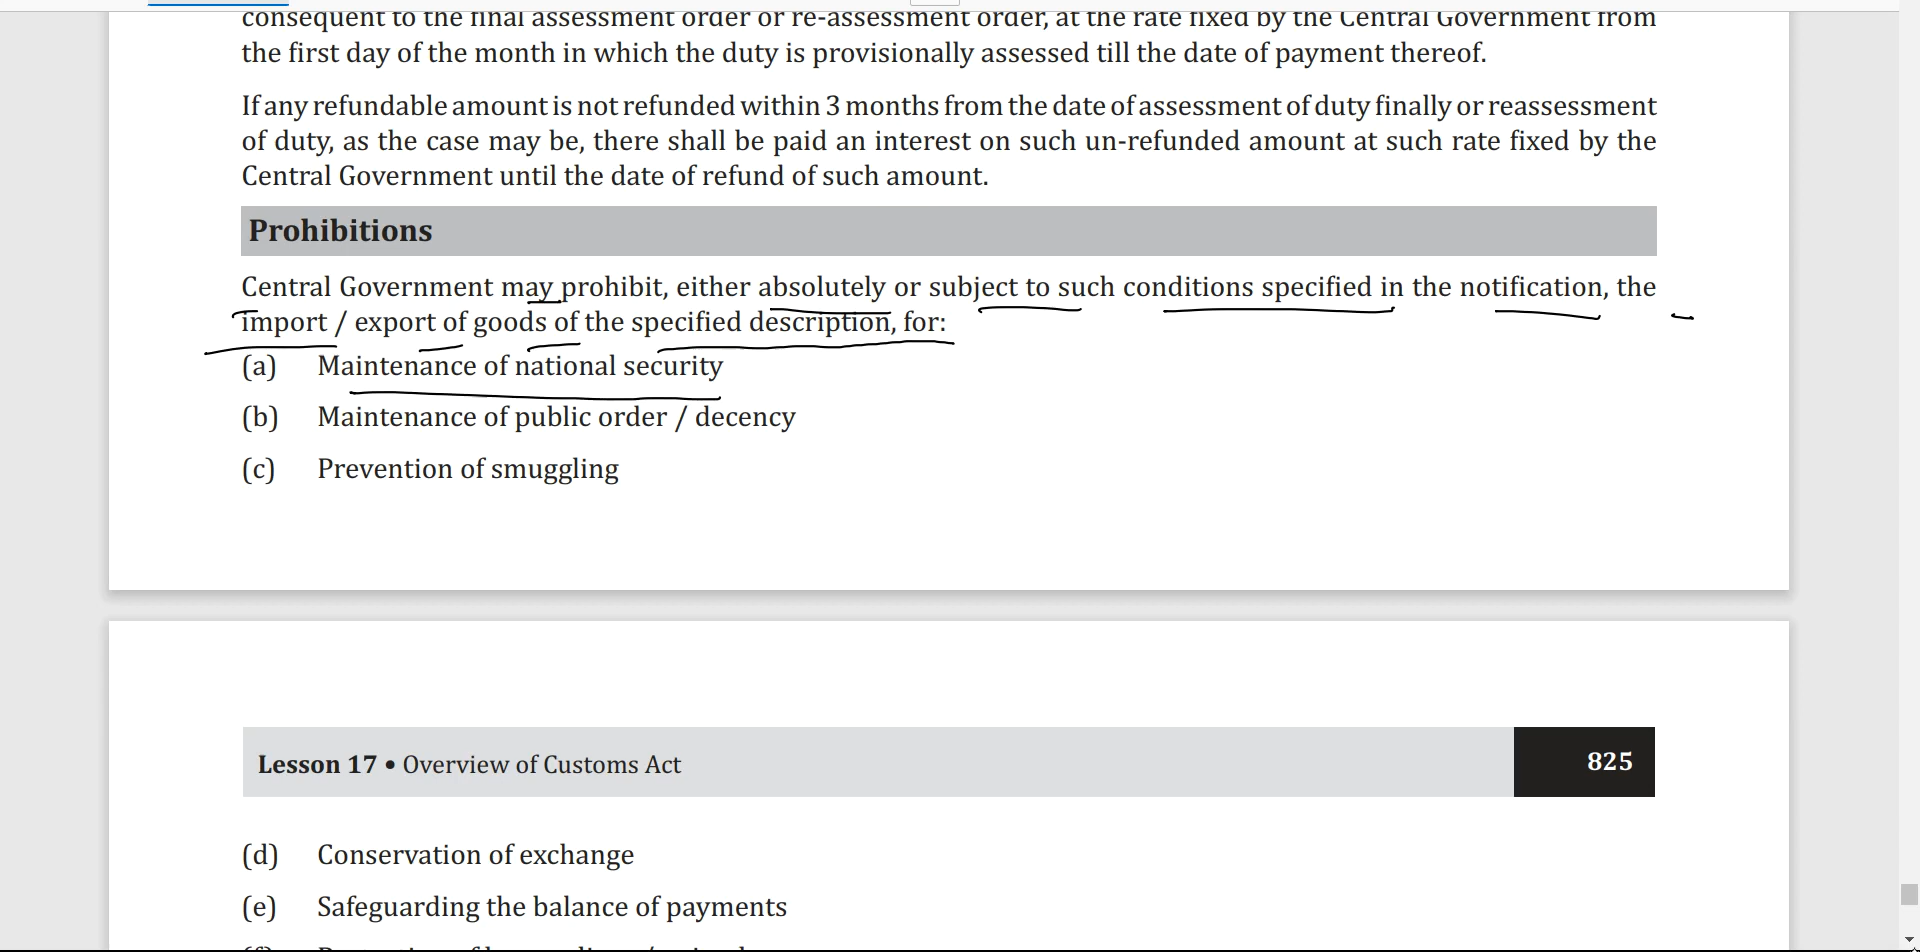 consequent to the final assessment order or re-assessment order, at the rate fixed by the Central Government from
the first day of the month in which the duty is provisionally assessed till the date of payment thereof.
If any refundable amount is not refunded within 3 months from the date of assessment of duty finally or reassessment
of duty, as the case may be, there shall be paid an interest on such un-refunded amount at such rate fixed by the
Central Government until the date of refund of such amount.
Prohibitions
Central Government may prohibit, either absolutely or subject to such conditions specified in the notification, the
import / export of goods of the specified description, for:
(a) Maintenance of national security
(b) Maintenance of public order / decency
(c) Prevention of smuggling
Lesson 17 • Overview of Customs Act 825
(d) Conservation of exchange
(e) Safeguarding the balance of payments